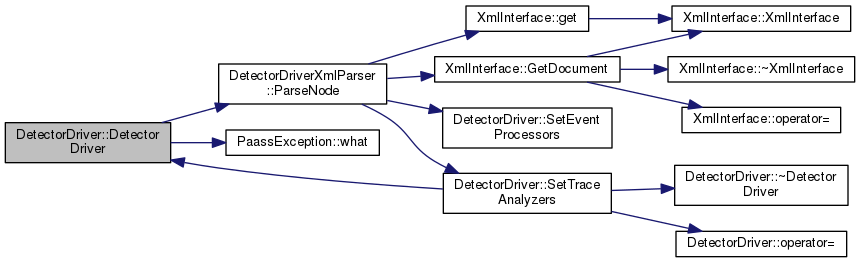 XmlInterface::get
XmlInterface::XmlInterface
DetectorDriverXmlParser
::ParseNode
XmlInterface::GetDocument
XmlInterface::~XmlInterface
XmlInterface::operator=
DetectorDriver::SetEvent
Processors
DetectorDriver::Detector
Driver
PaassException::what
DetectorDriver::SetTrace
Analyzers
DetectorDriver::~Detector
Driver
DetectorDriver::operator=